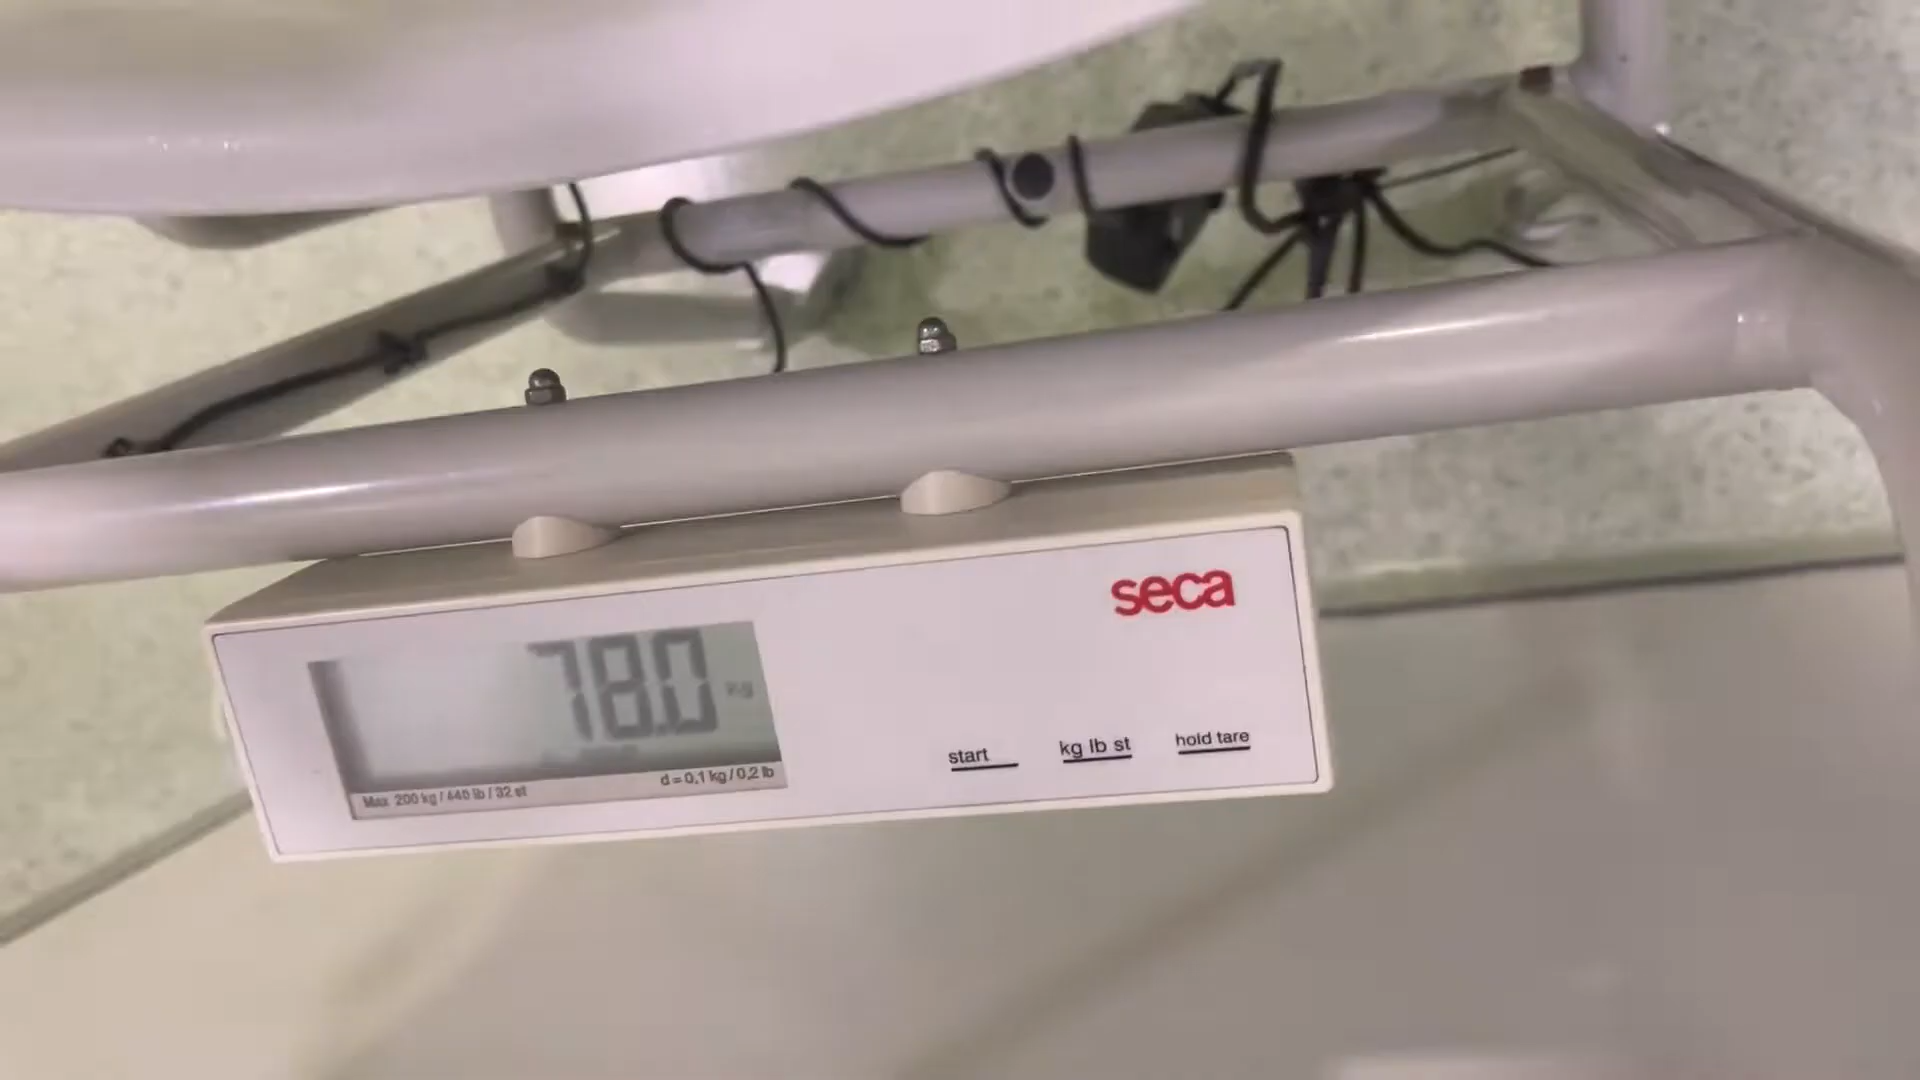 seca
78.0 kg
start
kg lb st
hold tare
d=0,1 kg / 0,2 lb
Max 200 kg / 440 lb / 32 st